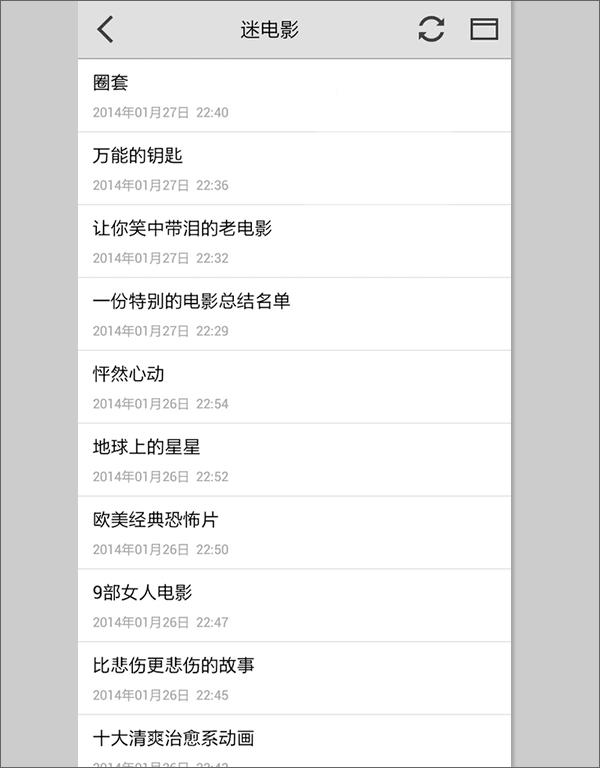 迷电影
圈套
2014年01月27日 22:40
万能的钥匙
2014年01月27日 22:36
让你笑中带泪的老电影
2014年01月27日 22:32
一份特别的电影总结名单
2014年01月27日 22:29
怦然心动
2014年01月26日 22:54
地球上的星星
2014年01月26日 22:52
欧美经典恐怖片
2014年01月26日 22:50
9部女人电影
2014年01月26日 22:47
比悲伤更悲伤的故事
2014年01月26日 22:45
十大清爽治愈系动画